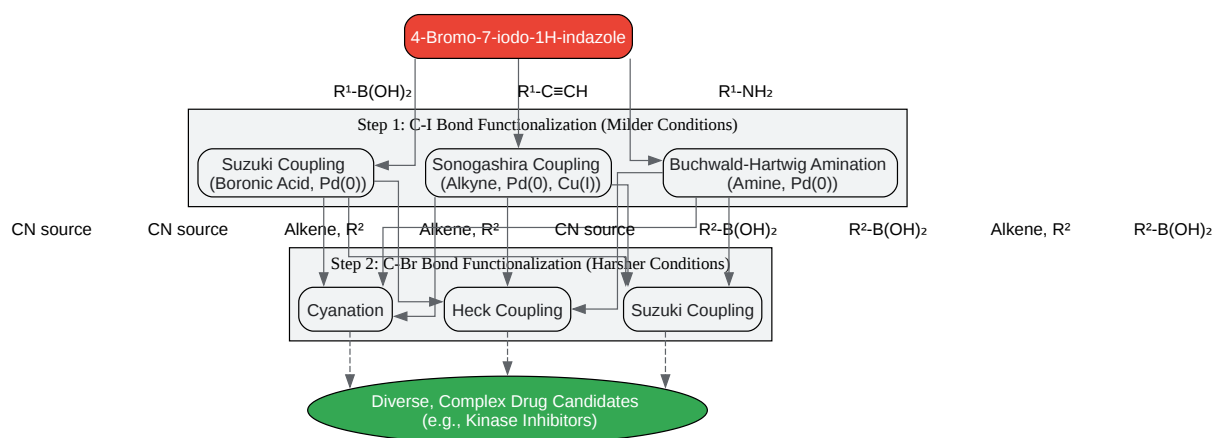 4-Bromo-7-iodo-1H-indazole
R¹-B(OH)₂
R¹-C≡CH
R¹-NH₂
Step 1: C-I Bond Functionalization (Milder Conditions)
Suzuki Coupling
(Boronic Acid, Pd(0))
Sonogashira Coupling
(Alkyne, Pd(0), Cu(I))
Buchwald-Hartwig Amination
(Amine, Pd(0))
CN source
CN source
Alkene, R²
Alkene, R²
CN source
R²-B(OH)₂
R²-B(OH)₂
Alkene, R²
R²-B(OH)₂
Step 2: C-Br Bond Functionalization (Harsher Conditions)
Cyanation
Heck Coupling
Suzuki Coupling
Diverse, Complex Drug Candidates
(e.g., Kinase Inhibitors)